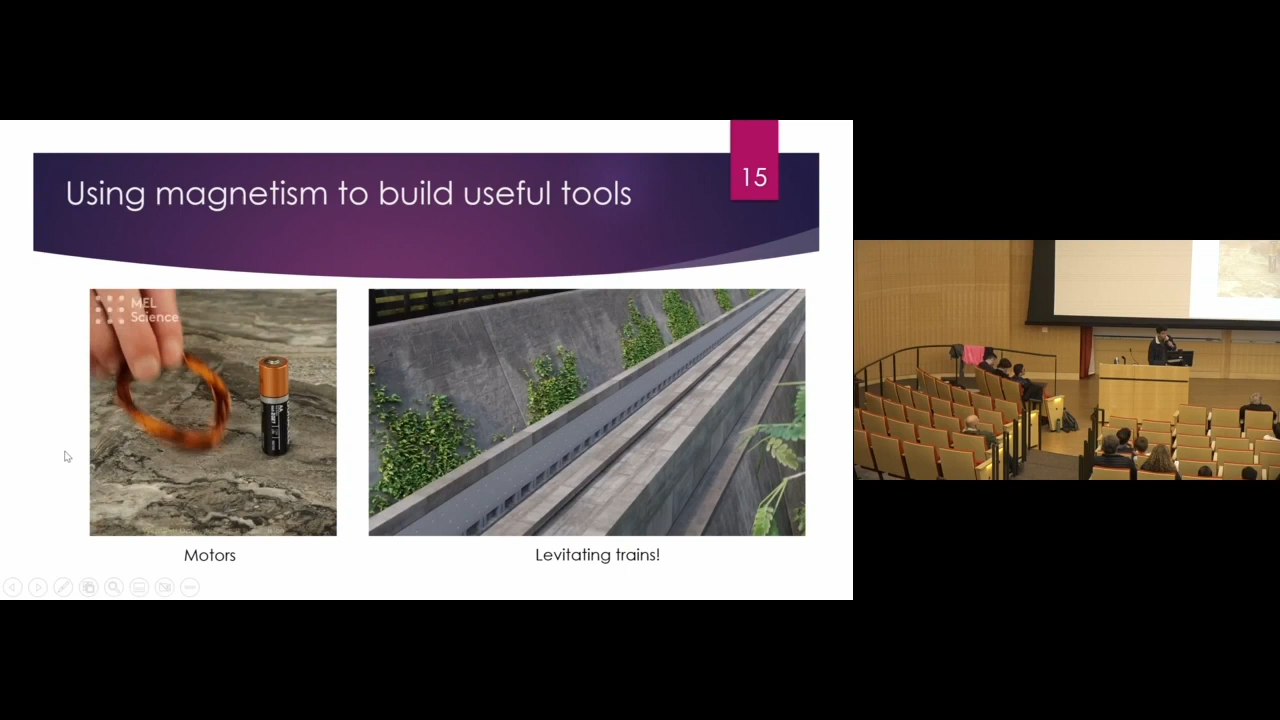 15
Using magnetism to build useful tools
MEL
Science
Motors
Levitating trains!